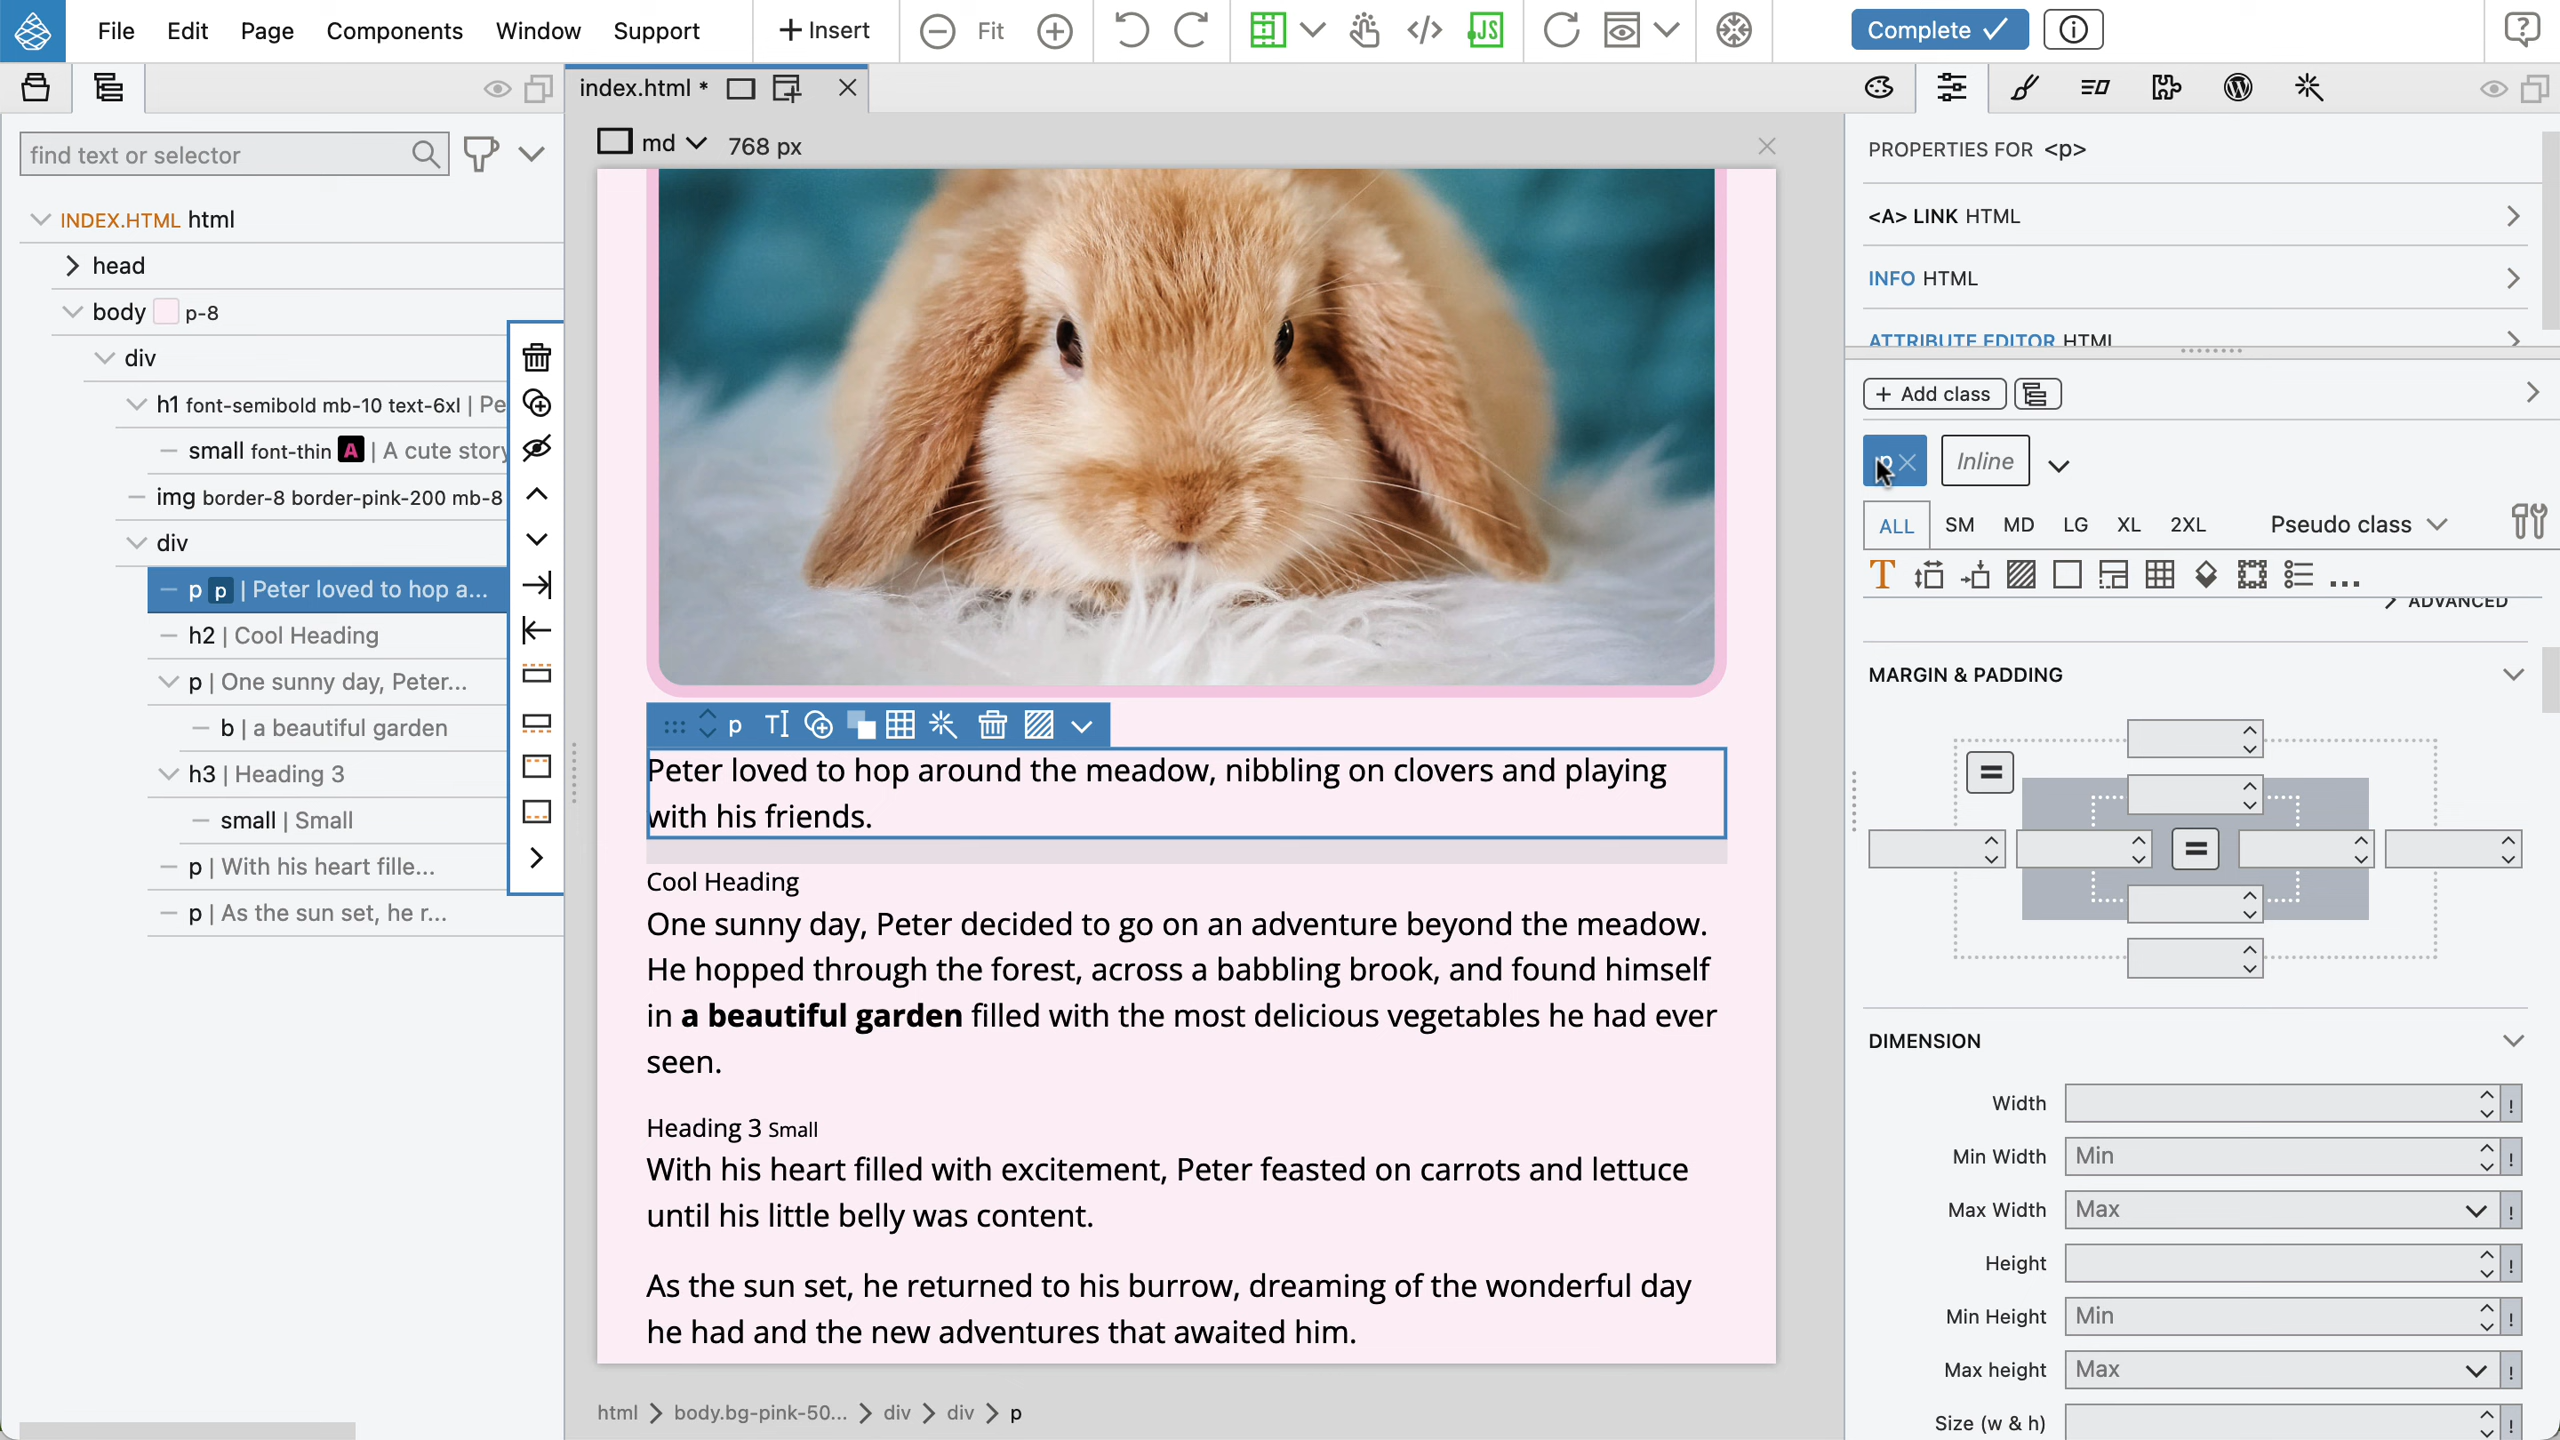 File Edit Page Components Window Support + Insert Fit JS Complete
index.html *
find text or selector
md 768 px
PROPERTIES FOR <p>
<A> LINK HTML
INFO HTML
ATTRIBUTE EDITOR HTML
INDEX.HTML html
head
body p-8
div
h1 font-semibold mb-10 text-6xl | Pe
small font-thin A | A cute story
img border-8 border-pink-200 mb-8
div
p p | Peter loved to hop a...
h2 | Cool Heading
p | One sunny day, Peter...
b | a beautiful garden
h3 | Heading 3
small | Small
p | With his heart fille...
p | As the sun set, he r...
p
Peter loved to hop around the meadow, nibbling on clovers and playing
with his friends.
Cool Heading
One sunny day, Peter decided to go on an adventure beyond the meadow.
He hopped through the forest, across a babbling brook, and found himself
in a beautiful garden filled with the most delicious vegetables he had ever
seen.
Heading 3 Small
With his heart filled with excitement, Peter feasted on carrots and lettuce
until his little belly was content.
As the sun set, he returned to his burrow, dreaming of the wonderful day
he had and the new adventures that awaited him.
html > body.bg-pink-50... > div > div > p
+ Add class
p Inline
ALL SM MD LG XL 2XL Pseudo class
ADVANCED
MARGIN & PADDING
DIMENSION
Width !
Min Width Min !
Max Width Max !
Height !
Min Height Min !
Max height Max !
Size (w & h) !